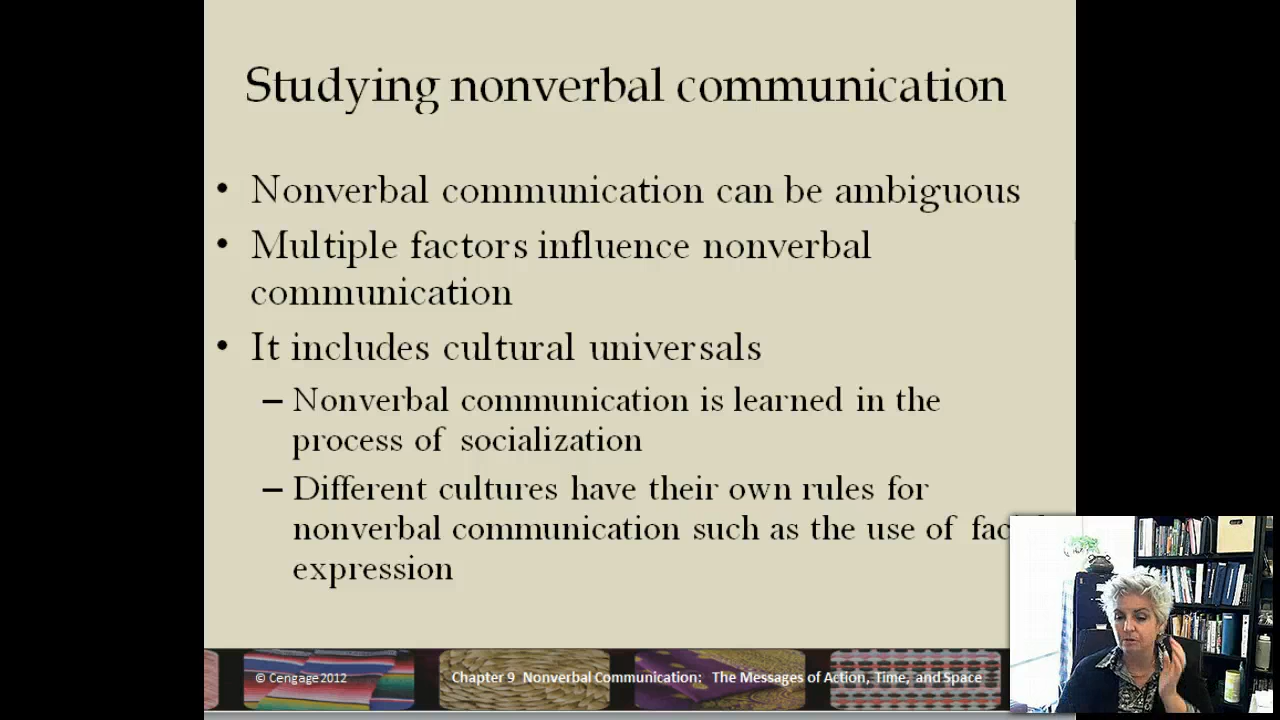 Studying nonverbal communication
• Nonverbal communication can be ambiguous
• Multiple factors influence nonverbal
communication
• It includes cultural universals
– Nonverbal communication is learned in the
process of socialization
– Different cultures have their own rules for
nonverbal communication such as the use of
expression
© Cengage 2012
Chapter 9 Nonverbal Communication: The Messages of Action, Time, and Space